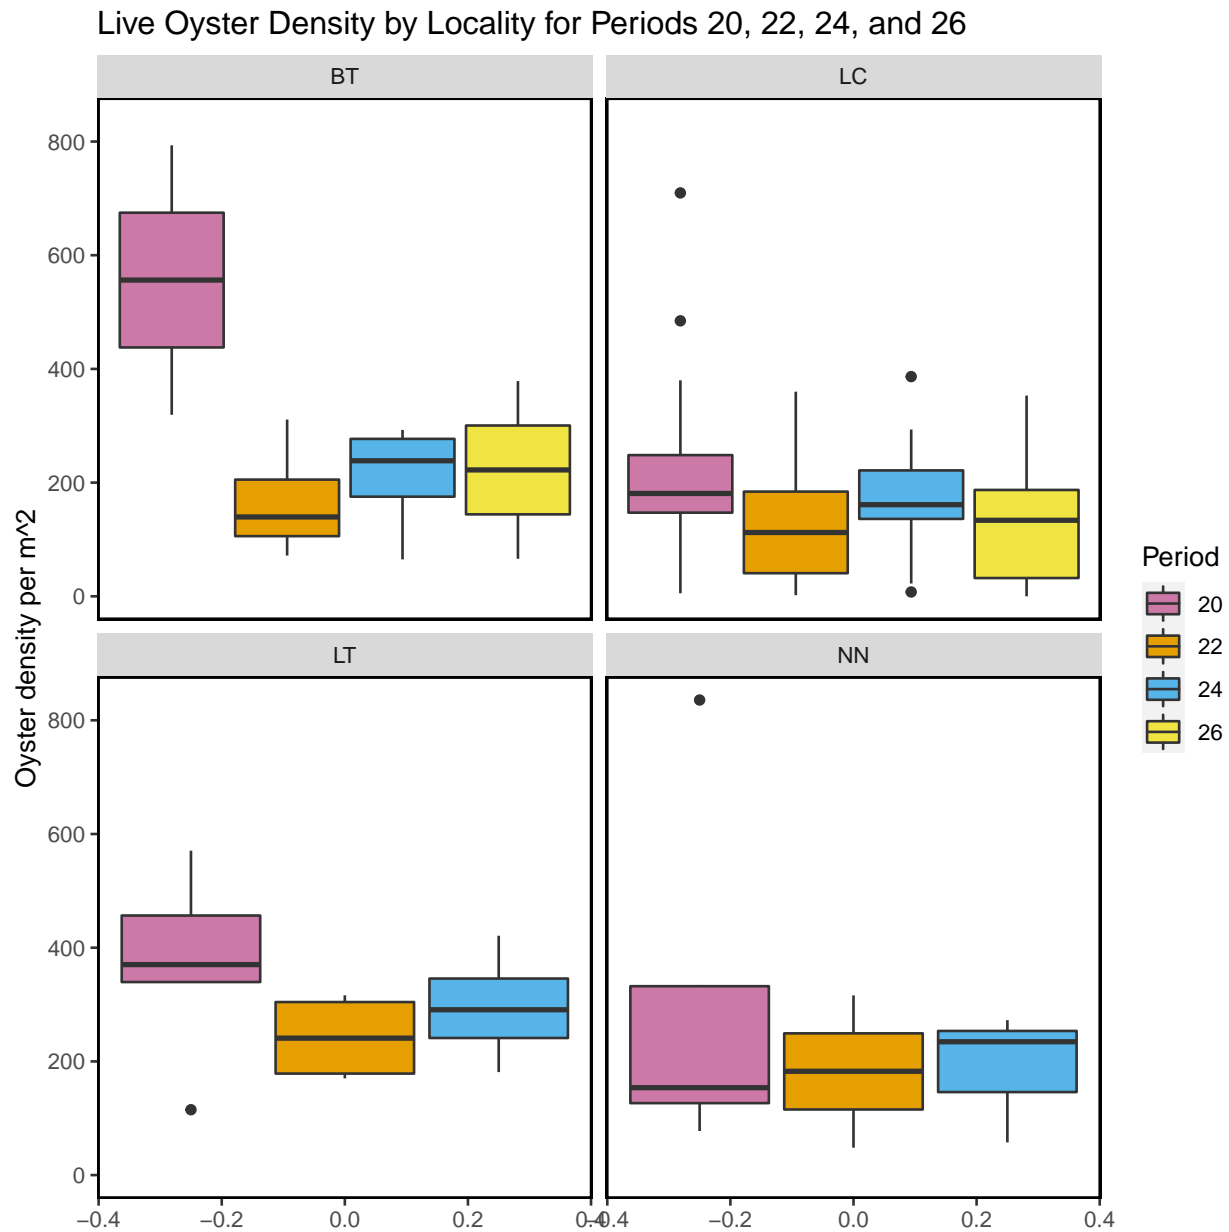 Live Oyster Density by Locality for Periods 20, 22, 24, and 26
BT
LC
800
600
400
200
0
Oyster density per m^2
LT
NN
800
600
400
200
0
−0.4 −0.2 0.0 0.2 0.4
−0.4 −0.2 0.0 0.2 0.4
Period
20
22
24
26